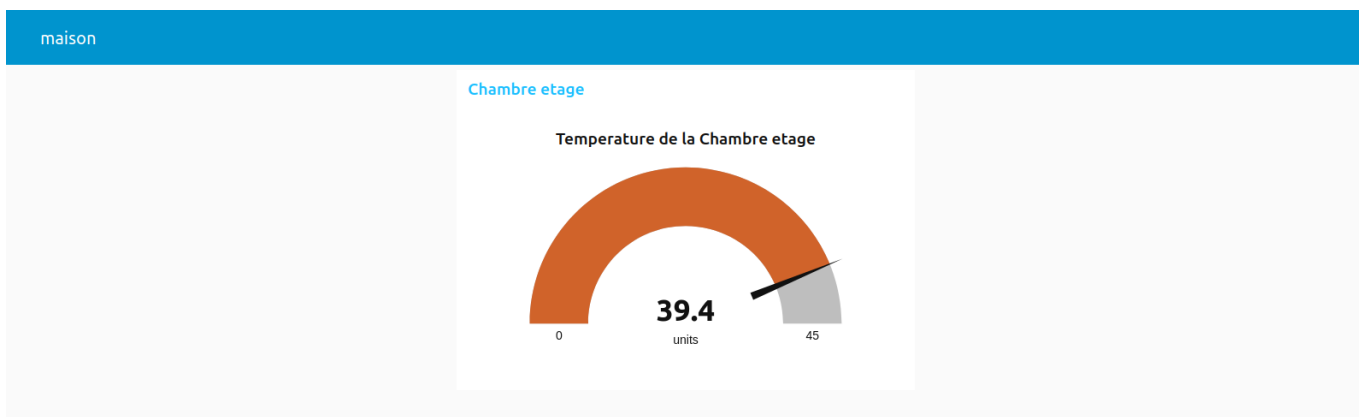 maison
Chambre etage
Temperature de la Chambre etage
39.4
units
0
45